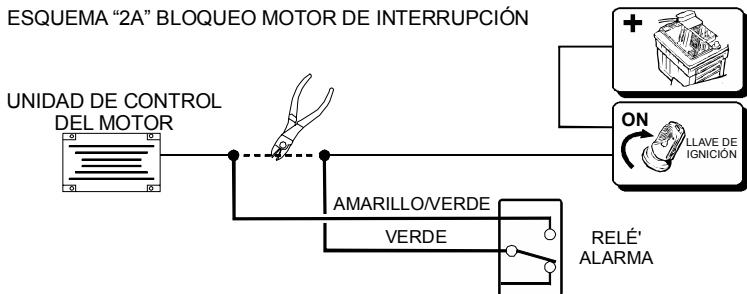 ESQUEMA “2A” BLOQUEO MOTOR DE INTERRUPCIÓN
+
UNIDAD DE CONTROL
DEL MOTOR
ON
LLAVE DE
IGNICIÓN
AMARILLO/VERDE
VERDE
RELÉ'
ALARMA